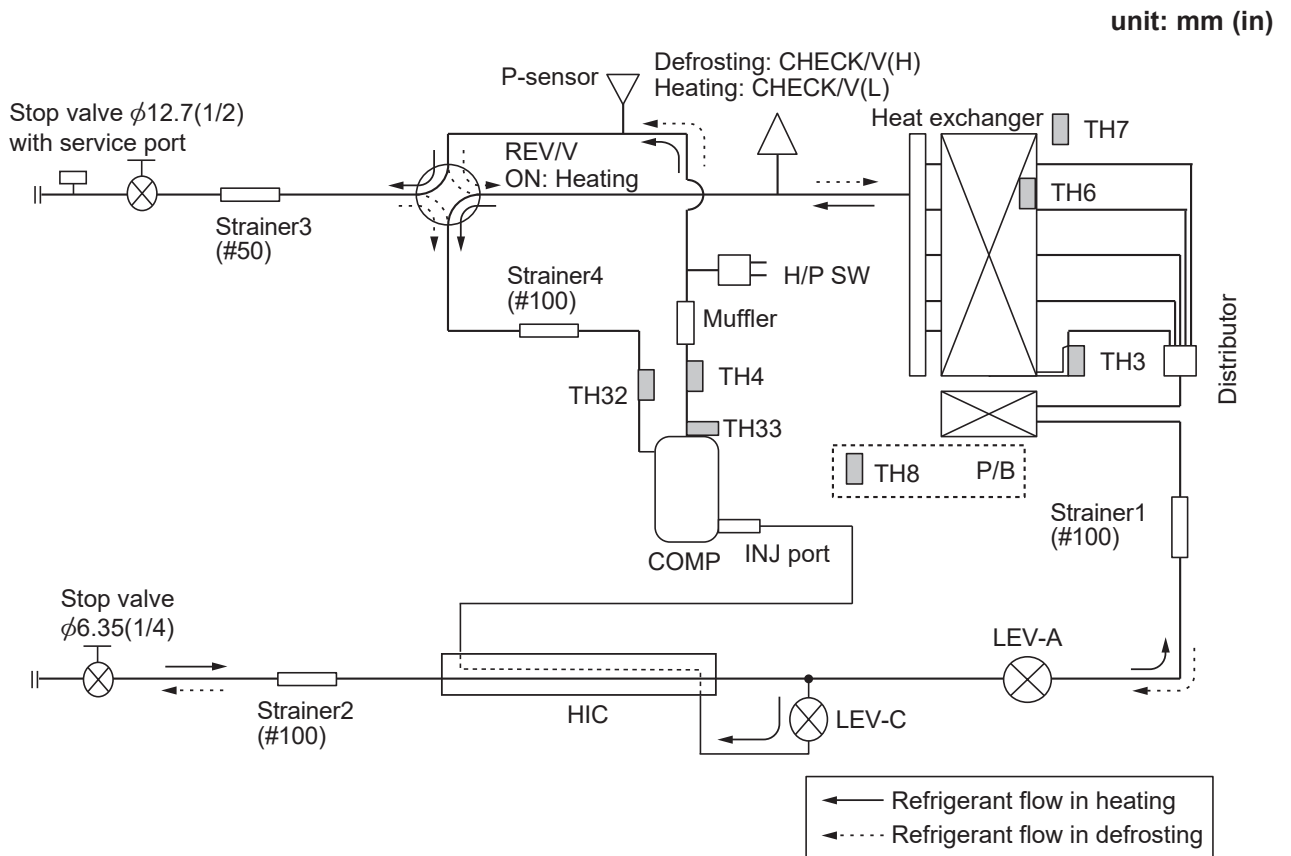 unit: mm (in)
P-sensor
Defrosting: CHECK/V(H)
Heating: CHECK/V(L)
Stop valve ϕ12.7(1/2)
with service port
Heat exchanger
TH7
REV/V
ON: Heating
TH6
Strainer3
(#50)
Strainer4
(#100)
H/P SW
Muffler
Distributor
TH32
TH4
TH3
TH33
TH8
P/B
Strainer1
(#100)
COMP
INJ port
Stop valve
ϕ6.35(1/4)
LEV-A
Strainer2
(#100)
HIC
LEV-C
Refrigerant flow in heating
Refrigerant flow in defrosting